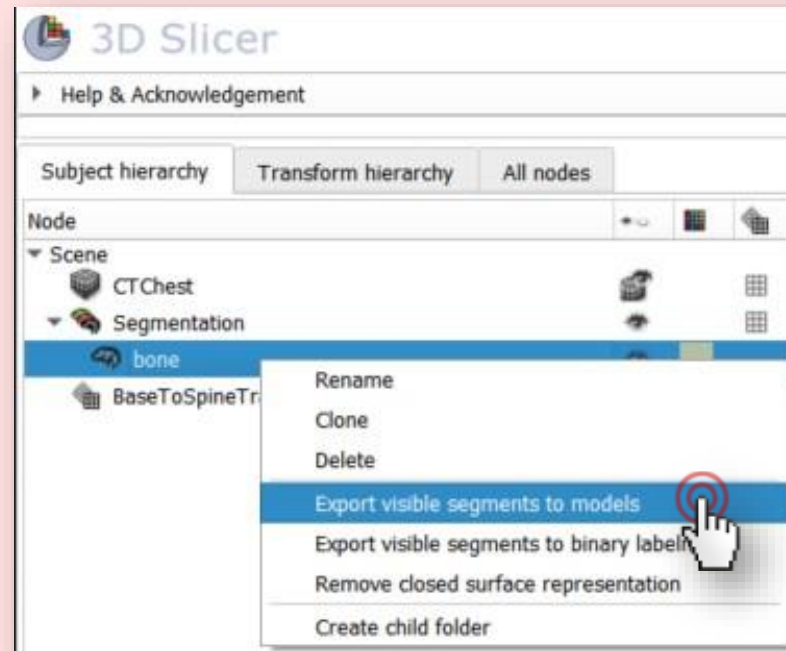 3D Slicer
Help & Acknowledgement
Subject hierarchy Transform hierarchy All nodes
Node
Scene
CTChest
Segmentation
bone
Rename
Clone
Delete
Export visible segments to models
Export visible segments to binary
Remove closed surface representation
Create child folder